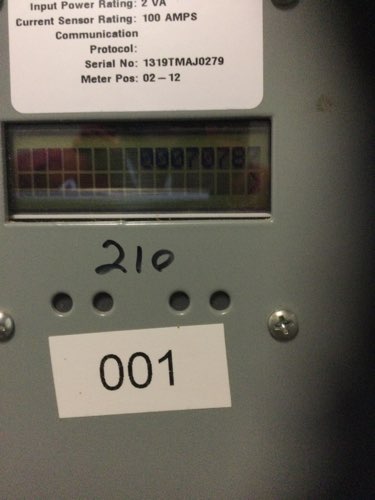 Input Power Rating: 2 VA
Current Sensor Rating: 100 AMPS
Communication
Protocol:
Serial No: 1319TMAJ0279
Meter Pos: 02-12
0007078
210
001